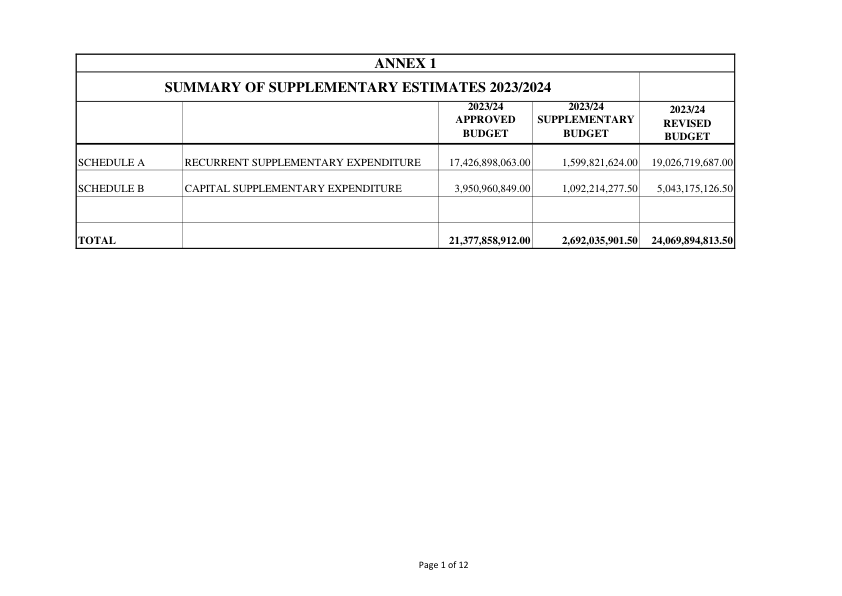 ANNEX 1
SUMMARY OF SUPPLEMENTARY ESTIMATES 2023/2024
2023/24 APPROVED BUDGET 2023/24 SUPPLEMENTARY BUDGET 2023/24 REVISED BUDGET
SCHEDULE A RECURRENT SUPPLEMENTARY EXPENDITURE 17,426,898,063.00 1,599,821,624.00 19,026,719,687.00
SCHEDULE B CAPITAL SUPPLEMENTARY EXPENDITURE 3,950,960,849.00 1,092,214,277.50 5,043,175,126.50
TOTAL 21,377,858,912.00 2,692,035,901.50 24,069,894,813.50
Page 1 of 12